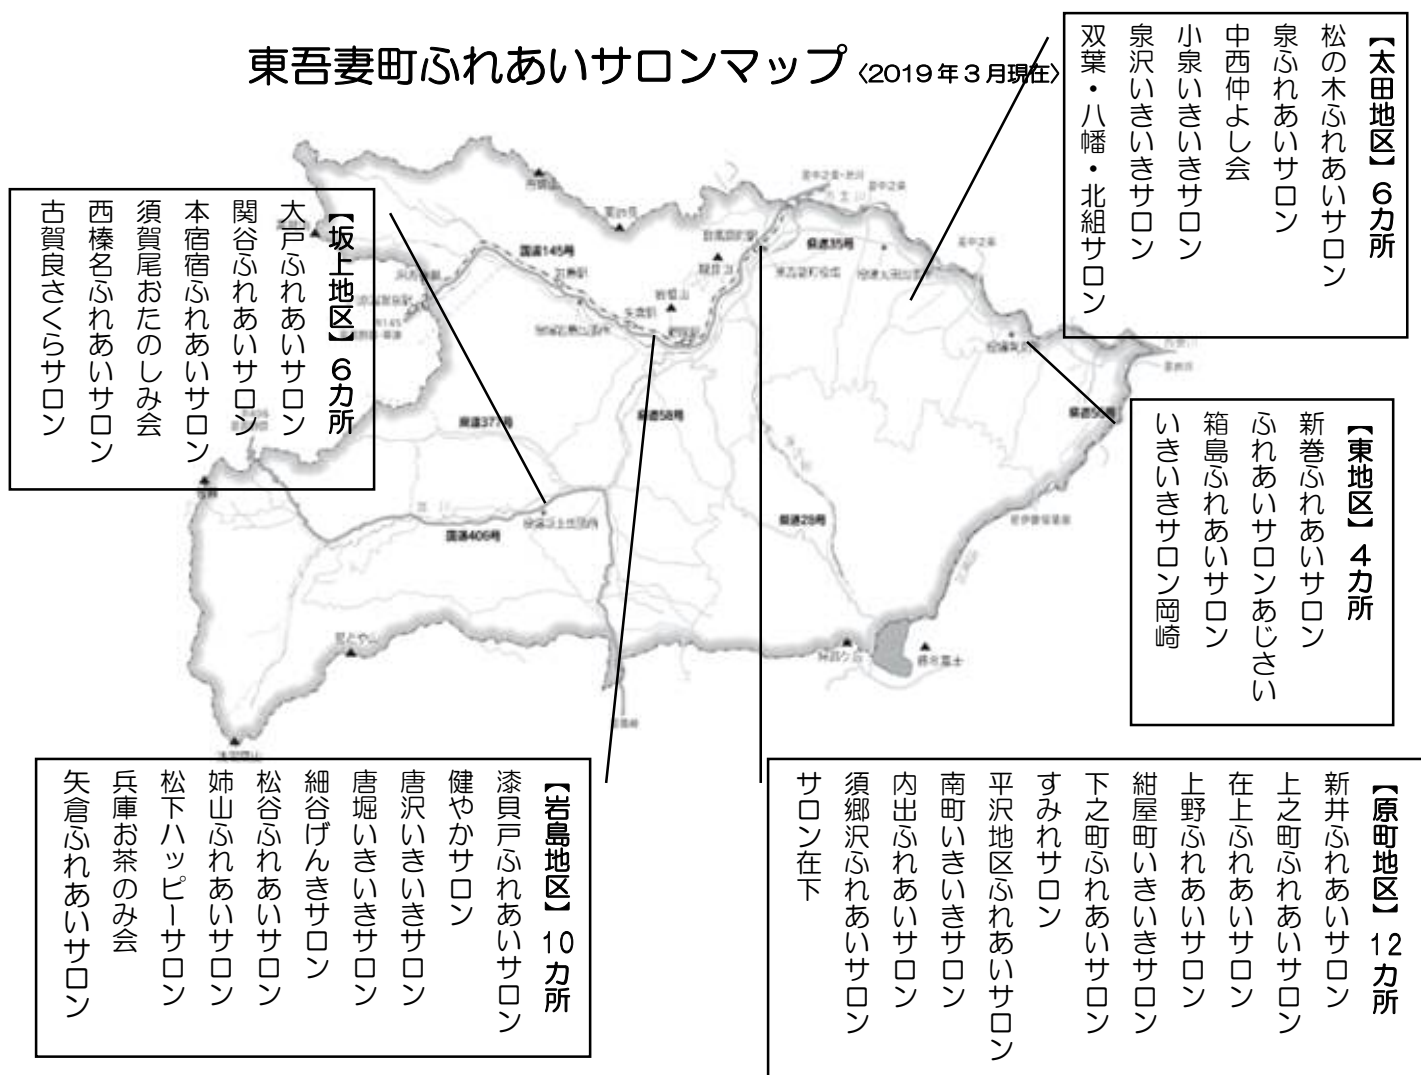 東吾妻町ふれあいサロンマップ〈2019年3月現在〉
【太田地区】6カ所
松の木ふれあいサロン
泉ふれあいサロン
中西仲よし会
小泉いきいきサロン
泉沢いきいきサロン
双葉・八幡・北組サロン
【坂上地区】6カ所
大戸ふれあいサロン
関谷ふれあいサロン
本宿宿ふれあいサロン
須賀尾おたのしみ会
西榛名ふれあいサロン
古賀良さくらサロン
【東地区】4カ所
新巻ふれあいサロン
ふれあいサロンあじさい
箱島ふれあいサロン
いきいきサロン岡崎
【岩島地区】10カ所
漆貝戸ふれあいサロン
健やかサロン
唐沢いきいきサロン
唐堀いきいきサロン
細谷げんきサロン
松谷ふれあいサロン
姉山ふれあいサロン
松下ハッピーサロン
兵庫お茶のみ会
矢倉ふれあいサロン
【原町地区】12カ所
新井ふれあいサロン
上之町ふれあいサロン
在上ふれあいサロン
上野ふれあいサロン
紺屋町いきいきサロン
下之町ふれあいサロン
すみれサロン
平沢地区ふれあいサロン
南町いきいきサロン
内出ふれあいサロン
須郷沢ふれあいサロン
サロン在下
国道145号
県道35号
県道377号
県道58号
国道406号
県道28号